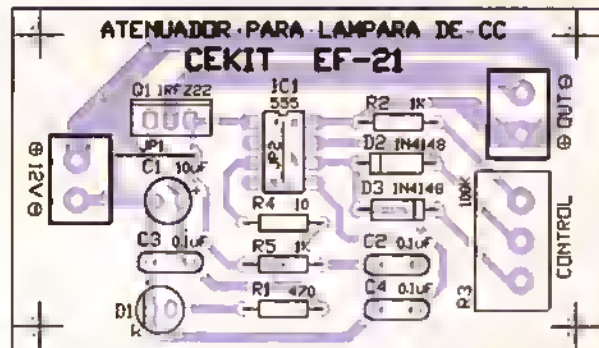 ATENUADOR PARA LAMPARA DE CC
CEKIT EF-21
Q1 IRFZ22
IC1
555
R2 1K
⊕ OUT ⊖
JP1
JP2
D2 1N4148
⊕ 12V ⊖
C1 10uF
D3 1N4148
100K
R4 10
CONTROL
C3 0.1uF
R5 1K
C2 0.1uF
R3
D1
K
R1 470
C4 0.1uF